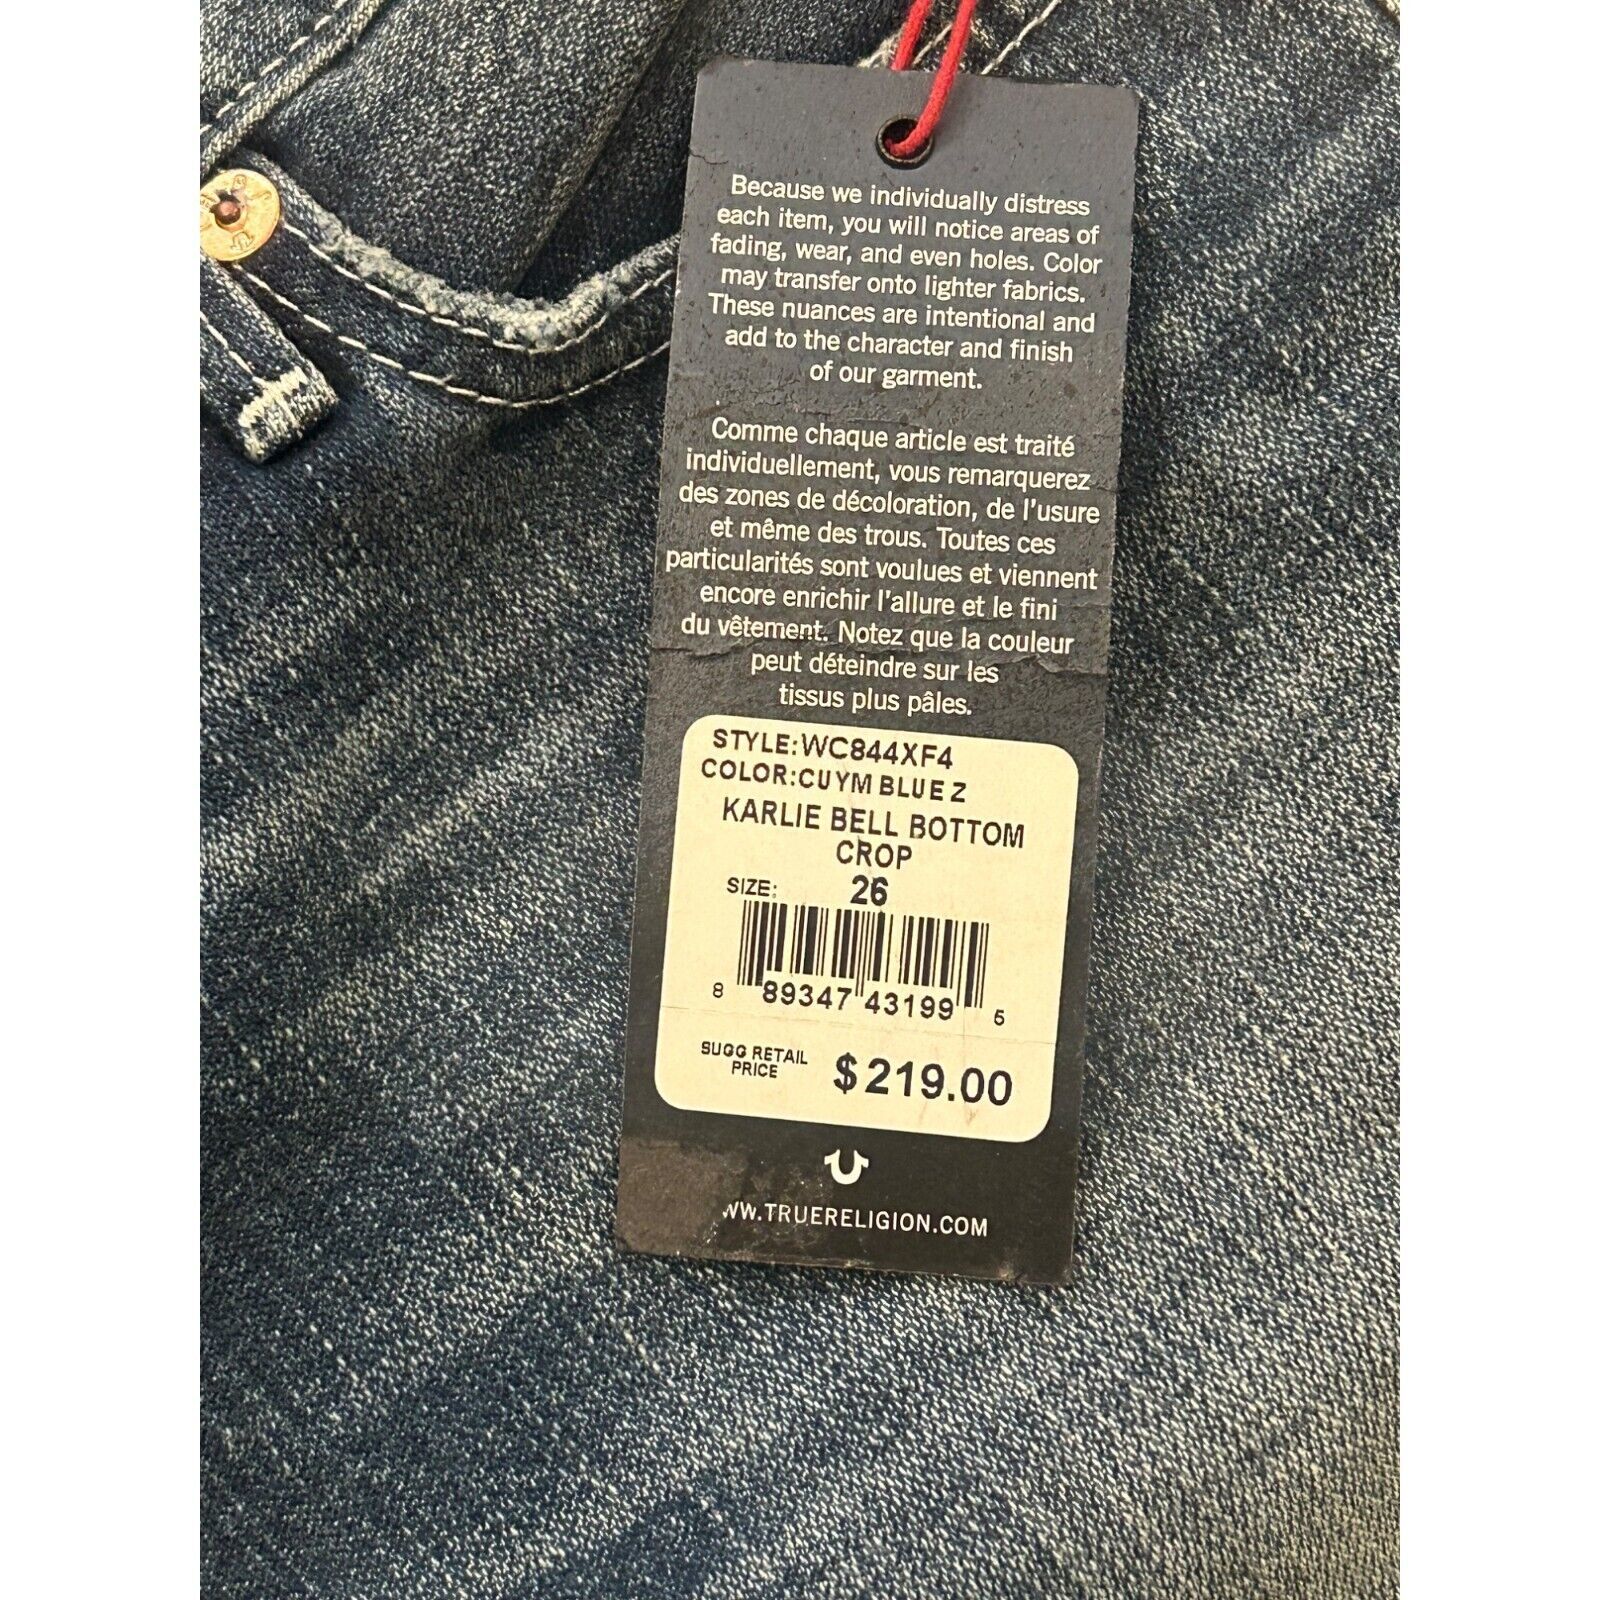 Because we individually distress
each item, you will notice areas of
fading, wear, and even holes. Color
may transfer onto lighter fabrics.
These nuances are intentional and
add to the character and finish
of our garment.
Comme chaque article est traité
individuellement, vous remarquerez
des zones de décoloration, de l'usure
et même des trous. Toutes ces
particularités sont voulues et viennent
encore enrichir l'allure et le fini
du vêtement. Notez que la couleur
peut déteindre sur les
tissus plus pâles.
STYLE:WC844XF4
COLOR:CUYM BLUE Z
KARLIE BELL BOTTOM
CROP
SIZE: 26
8 89347 43199 5
SUGG RETAIL
PRICE $219.00
WW.TRUERELIGION.COM